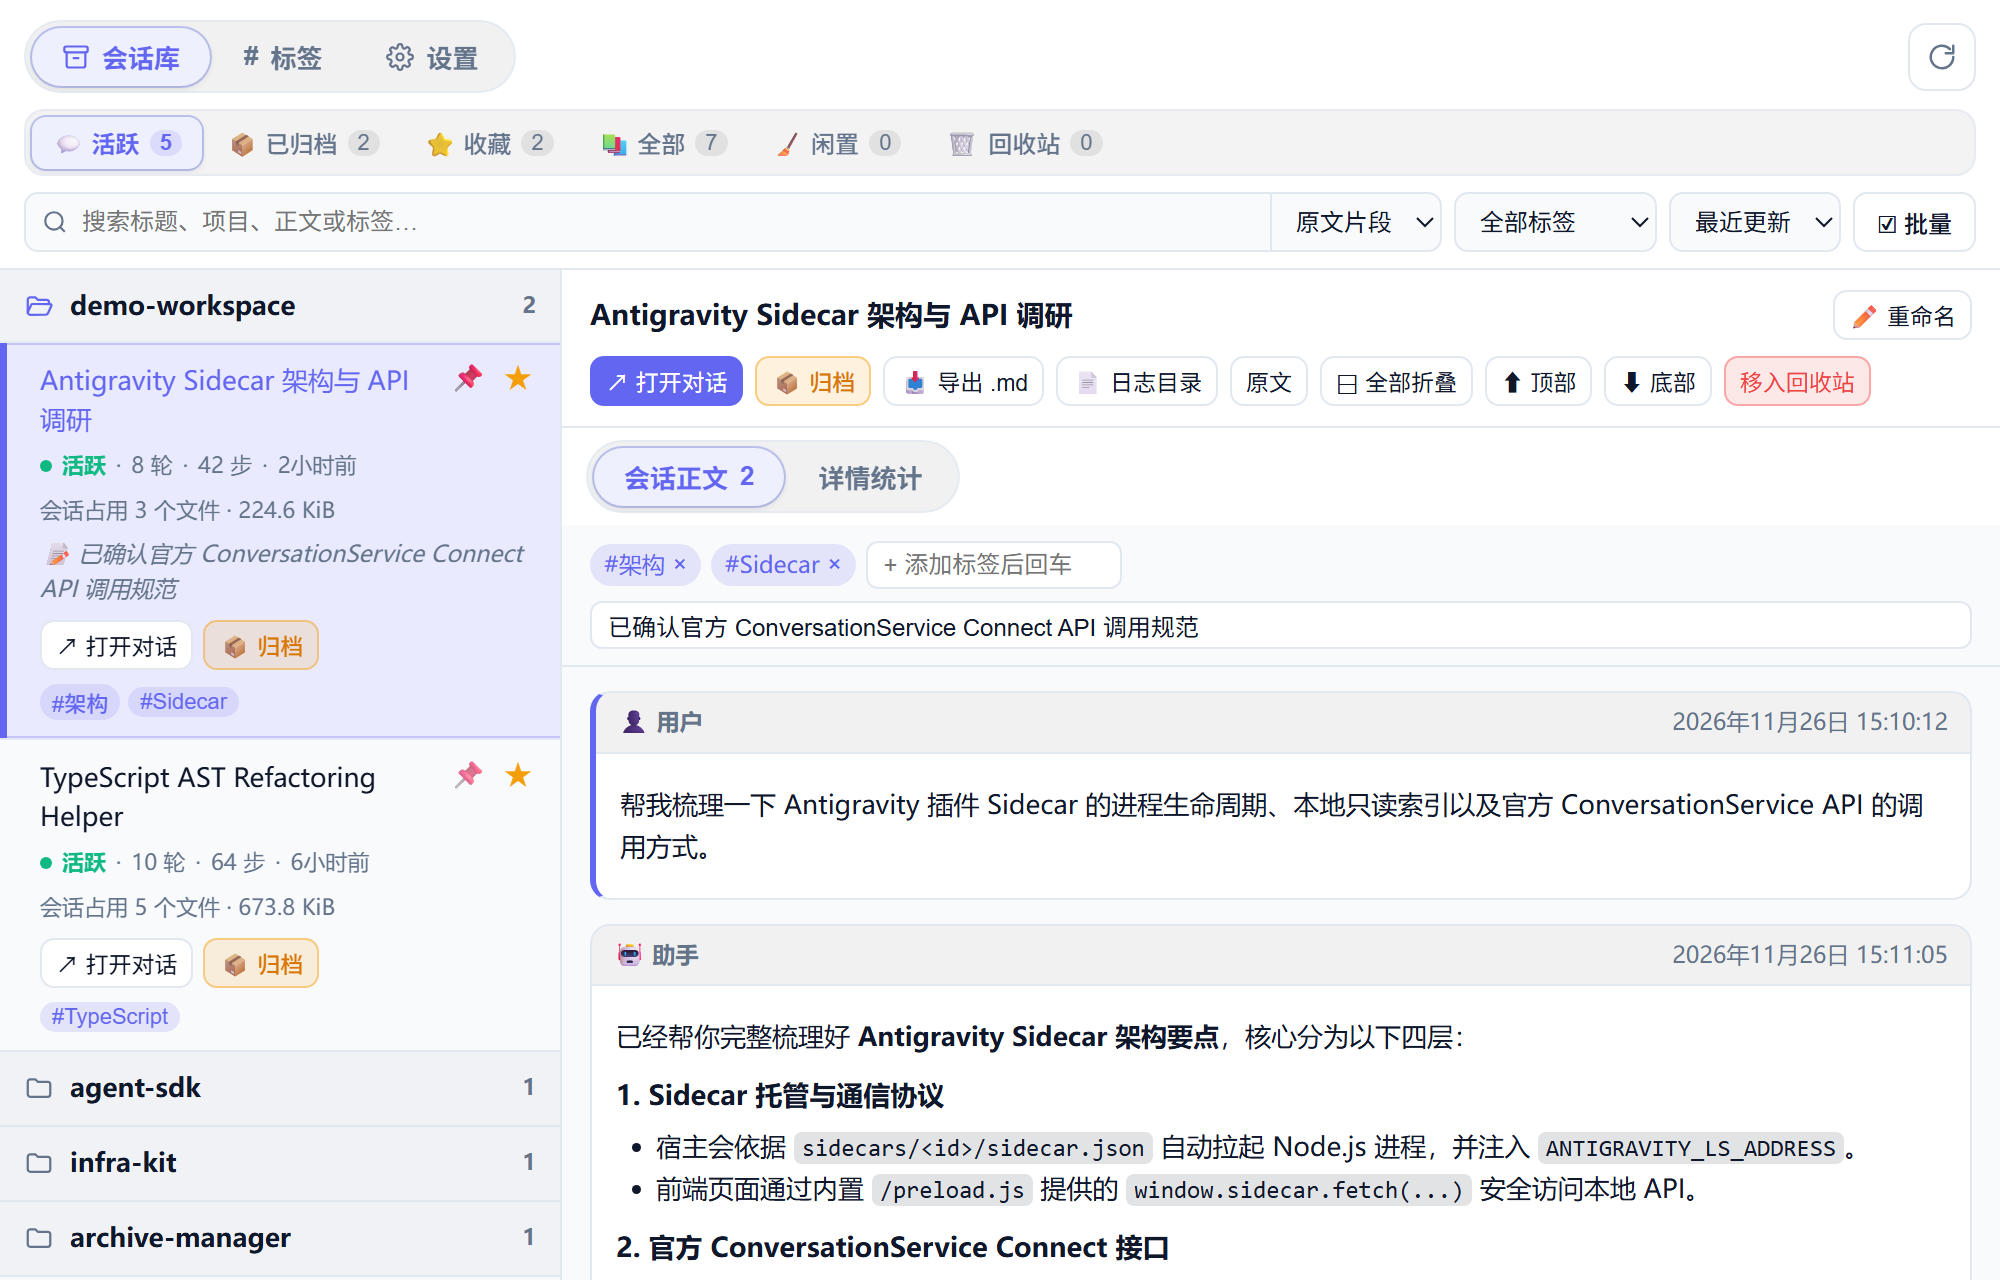 会话库
# 标签
设置
活跃 5
已归档 2
收藏 2
全部 7
闲置 0
回收站 0
搜索标题、项目、正文或标签…
原文片段
全部标签
最近更新
☑ 批量
demo-workspace 2
Antigravity Sidecar 架构与 API
调研
活跃 · 8 轮 · 42 步 · 2小时前
会话占用 3 个文件 · 224.6 KiB
已确认官方 ConversationService Connect
API 调用规范
↗ 打开对话
归档
#架构
#Sidecar
TypeScript AST Refactoring
Helper
活跃 · 10 轮 · 64 步 · 6小时前
会话占用 5 个文件 · 673.8 KiB
↗ 打开对话
归档
#TypeScript
agent-sdk 1
infra-kit 1
archive-manager 1
Antigravity Sidecar 架构与 API 调研
重命名
↗ 打开对话
归档
导出 .md
日志目录
原文
全部折叠
⬆ 顶部
⬇ 底部
移入回收站
会话正文 2
详情统计
#架构 ×
#Sidecar ×
+ 添加标签后回车
已确认官方 ConversationService Connect API 调用规范
用户 2026年11月26日 15:10:12
帮我梳理一下 Antigravity 插件 Sidecar 的进程生命周期、本地只读索引以及官方 ConversationService API 的调
用方式。
助手 2026年11月26日 15:11:05
已经帮你完整梳理好 Antigravity Sidecar 架构要点，核心分为以下四层：
1. Sidecar 托管与通信协议
• 宿主会依据 sidecars/<id>/sidecar.json 自动拉起 Node.js 进程，并注入 ANTIGRAVITY_LS_ADDRESS 。
• 前端页面通过内置 /preload.js 提供的 window.sidecar.fetch(...) 安全访问本地 API。
2. 官方 ConversationService Connect 接口